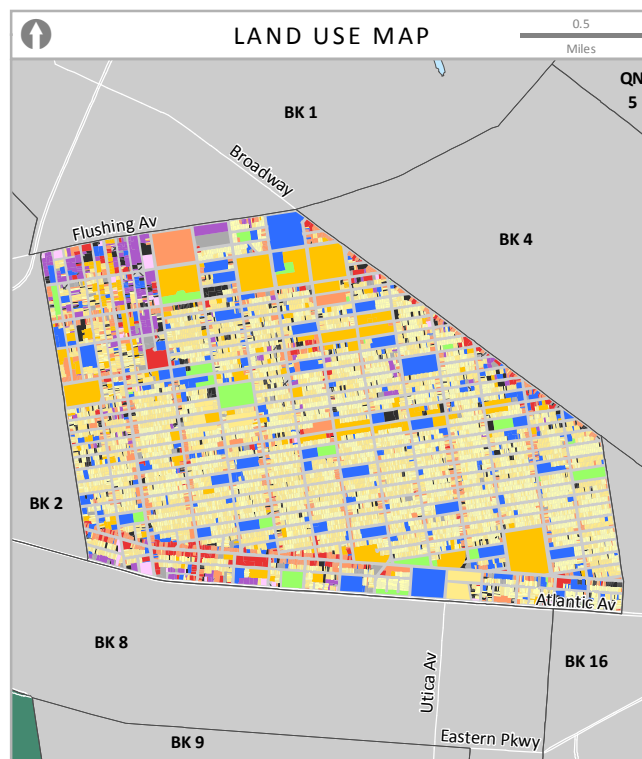 LAND USE MAP
0.5
Miles
QN
5
BK 1
Broadway
Flushing Av
BK 4
BK 2
Atlantic Av
BK 8
BK 16
Utica Av
Eastern Pkwy
BK 9